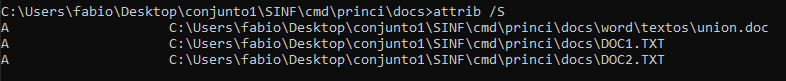 C:\Users\fabio\Desktop\conjunto1\SINF\cmd\princi\docs>attrib /S
A C:\Users\fabio\Desktop\conjunto1\SINF\cmd\princi\docs\word\textos\union.doc
A C:\Users\fabio\Desktop\conjunto1\SINF\cmd\princi\docs\DOC1.TXT
A C:\Users\fabio\Desktop\conjunto1\SINF\cmd\princi\docs\DOC2.TXT